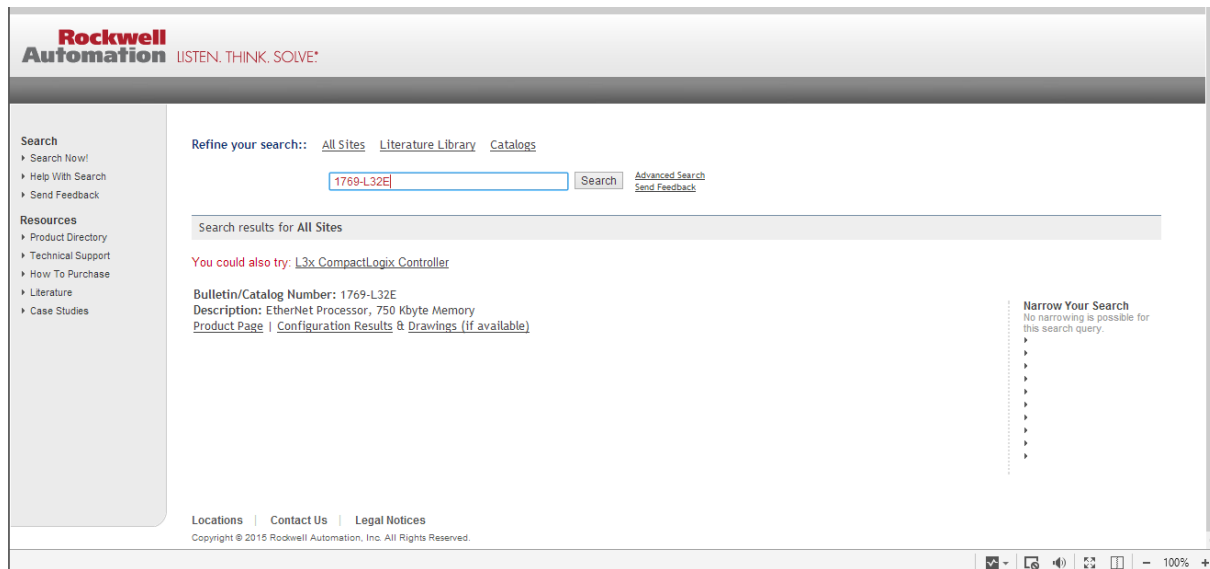 Rockwell
Automation LISTEN. THINK. SOLVE.®
Search
Search Now!
Help With Search
Send Feedback
Resources
Product Directory
Technical Support
How To Purchase
Literature
Case Studies
Refine your search:: All Sites Literature Library Catalogs
1769-L32E Search
Advanced Search
Send Feedback
Search results for All Sites
You could also try: L3x CompactLogix Controller
Bulletin/Catalog Number: 1769-L32E
Description: EtherNet Processor, 750 Kbyte Memory
Product Page | Configuration Results & Drawings (if available)
Narrow Your Search
No narrowing is possible for
this search query.
Locations | Contact Us | Legal Notices
Copyright © 2015 Rockwell Automation, Inc. All Rights Reserved.
100%